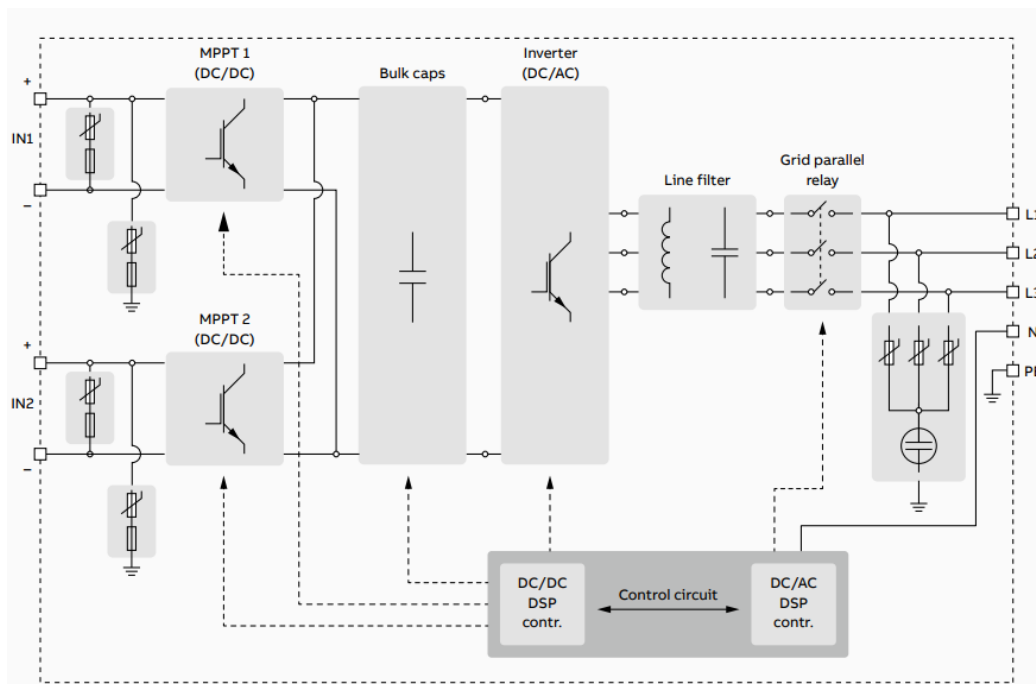 MPPT 1
(DC/DC)
Bulk caps
Inverter
(DC/AC)
+
IN1
–
Line filter
Grid parallel
relay
L1
L2
L3
N
MPPT 2
(DC/DC)
+
IN2
–
DC/DC
DSP
contr.
Control circuit
DC/AC
DSP
contr.